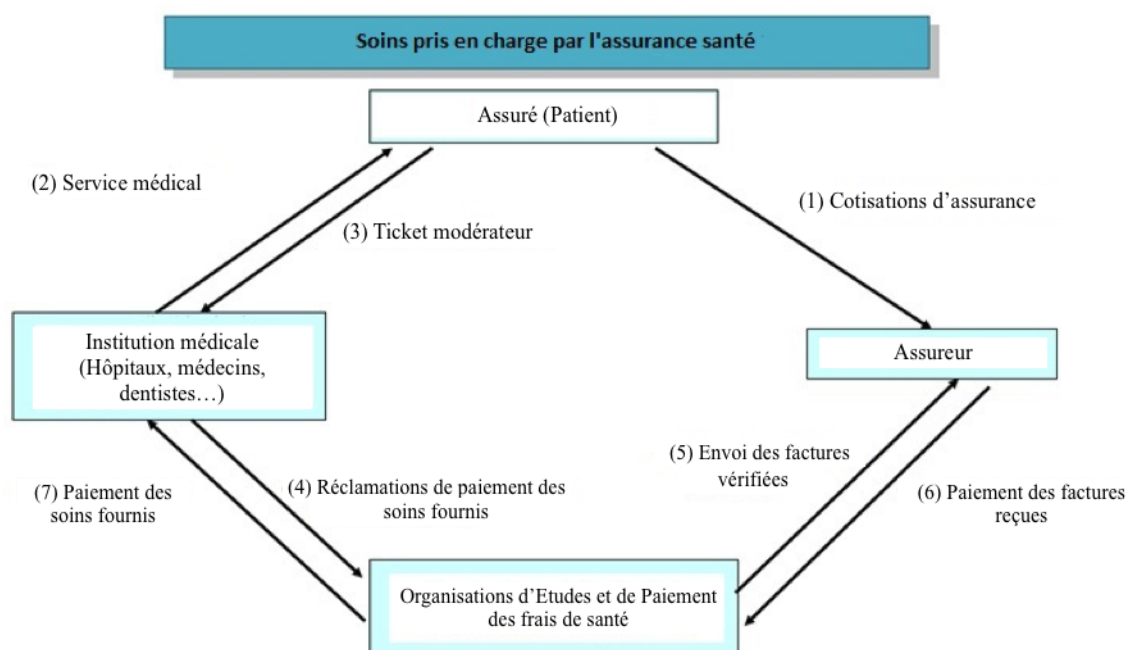 Soins pris en charge par l'assurance santé
Assuré (Patient)
(2) Service médical
(1) Cotisations d’assurance
(3) Ticket modérateur
Institution médicale
(Hôpitaux, médecins,
dentistes…)
Assureur
(5) Envoi des factures
vérifiées
(7) Paiement des
soins fournis
(4) Réclamations de paiement des
soins fournis
(6) Paiement des factures
reçues
Organisations d’Etudes et de Paiement
des frais de santé